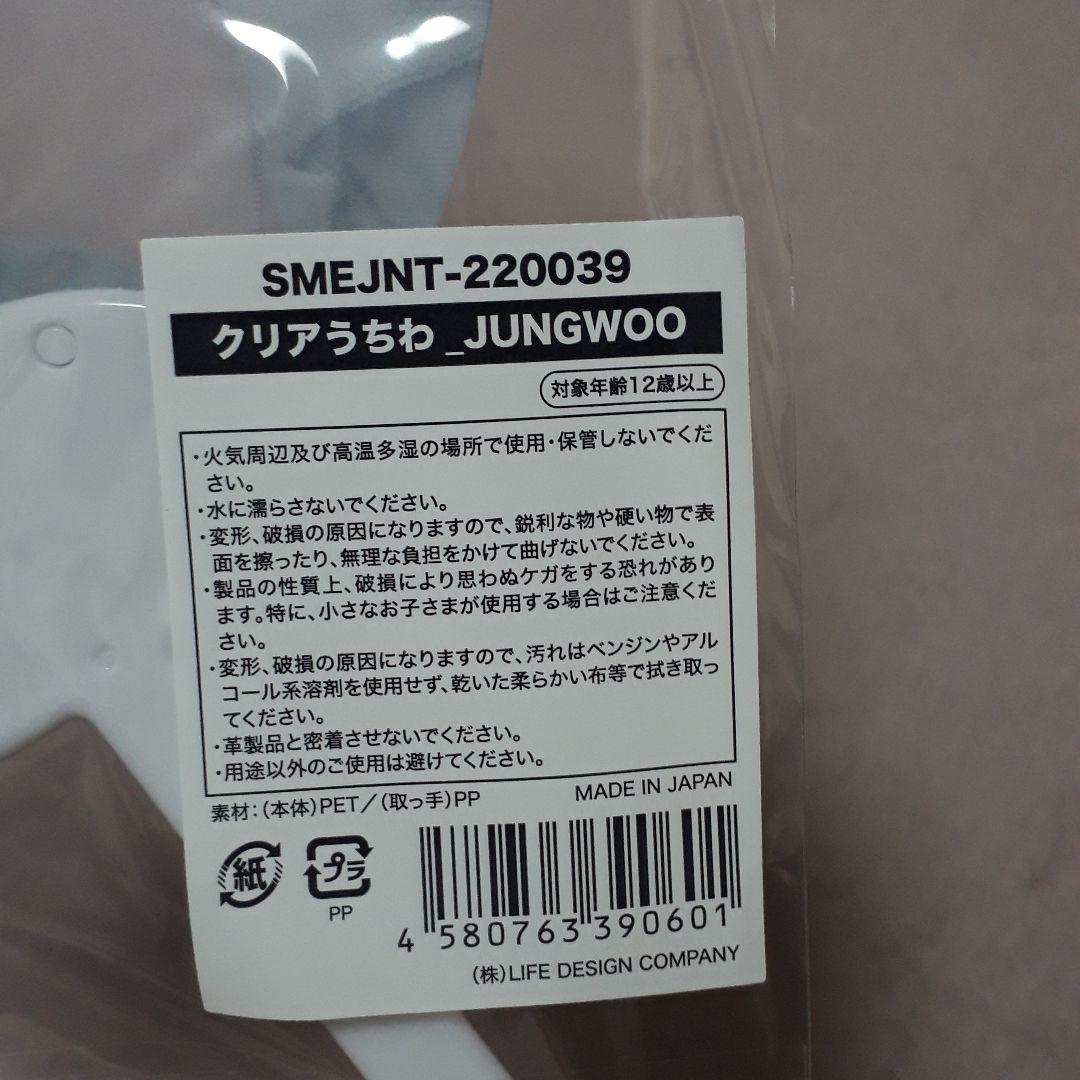 SMEJNT-220039
クリアうちわ_JUNGWOO
対象年齢12歳以上
・火気周辺及び高温多湿の場所で使用・保管しないでくだ
さい。
・水に濡らさないでください。
・変形、破損の原因になりますので、鋭利な物や硬い物で表
面を擦ったり、無理な負担をかけて曲げないでください。
・製品の性質上、破損により思わぬケガをする恐れがあり
ます。特に、小さなお子さまが使用する場合はご注意くだ
さい。
・変形、破損の原因になりますので、汚れはベンジンやアル
コール系溶剤を使用せず、乾いた柔らかい布等で拭き取っ
てください。
・革製品と密着させないでください。
・用途以外のご使用は避けてください。
素材：（本体）PET／（取っ手）PP
MADE IN JAPAN
紙
プラ
PP
4 580763 390601
（株）LIFE DESIGN COMPANY